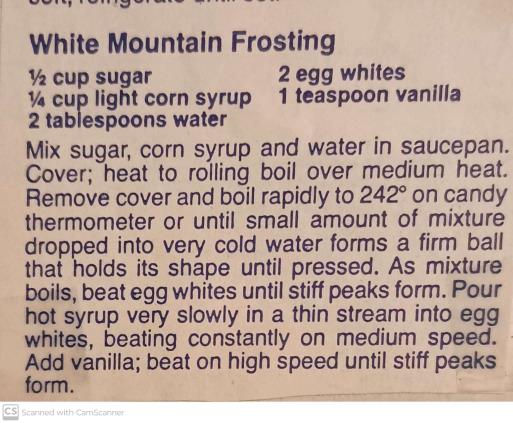 White Mountain Frosting
½ cup sugar 2 egg whites
¼ cup light corn syrup 1 teaspoon vanilla
2 tablespoons water
Mix sugar, corn syrup and water in saucepan.
Cover; heat to rolling boil over medium heat.
Remove cover and boil rapidly to 242° on candy
thermometer or until small amount of mixture
dropped into very cold water forms a firm ball
that holds its shape until pressed. As mixture
boils, beat egg whites until stiff peaks form. Pour
hot syrup very slowly in a thin stream into egg
whites, beating constantly on medium speed.
Add vanilla; beat on high speed until stiff peaks
form.
CS Scanned with CamScanner